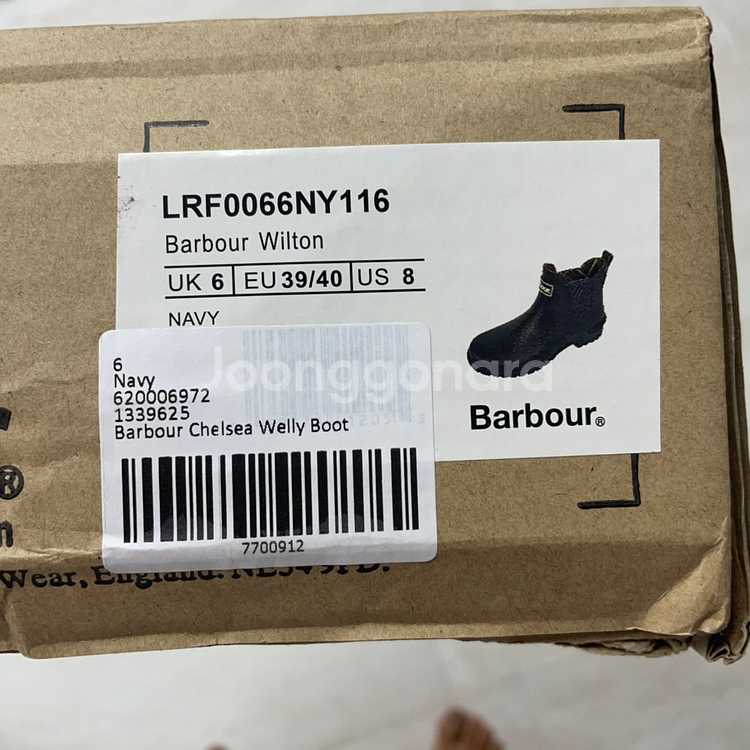 LRF0066NY116
Barbour Wilton
UK 6 EU 39/40 US 8
NAVY
Barbour®
6
Navy
620006972
1339625
Barbour Chelsea Welly Boot
7700912
®
Wear, England.
Joonggonara